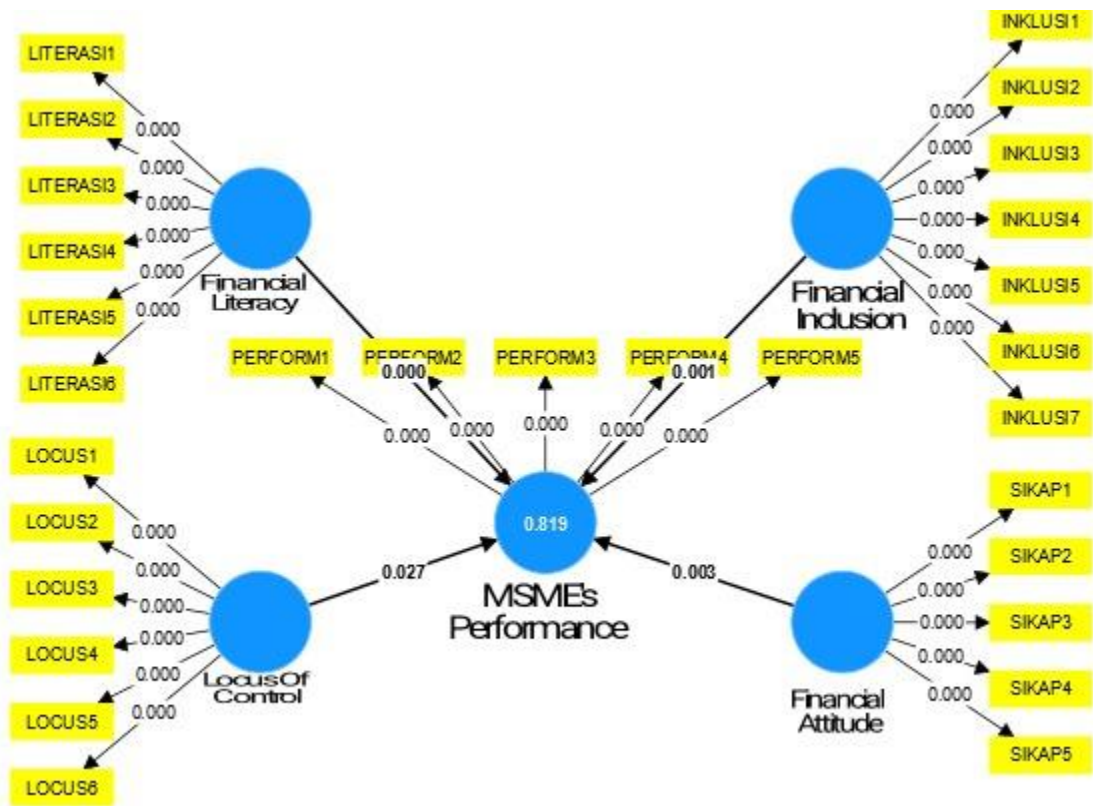 LITERASI1
LITERASI2
LITERASI3
LITERASI4
LITERASI5
LITERASI6
0.000
0.000
0.000
0.000
0.000
0.000
Financial
Literacy
INKLUSI1
INKLUSI2
INKLUSI3
INKLUSI4
INKLUSI5
INKLUSI6
INKLUSI7
0.000
0.000
0.000
0.000
0.000
0.000
0.000
Financial
Inclusion
PERFORM1
PERFORM2
PERFORM3
PERFORM4
PERFORM5
0.000
0.001
0.000
0.000
0.000
0.000
0.000
0.819
MSME's
Performance
LOCUS1
LOCUS2
LOCUS3
LOCUS4
LOCUS5
LOCUS6
0.000
0.000
0.000
0.000
0.000
0.000
Locus Of
Control
0.027
0.003
SIKAP1
SIKAP2
SIKAP3
SIKAP4
SIKAP5
0.000
0.000
0.000
0.000
0.000
Financial
Attitude